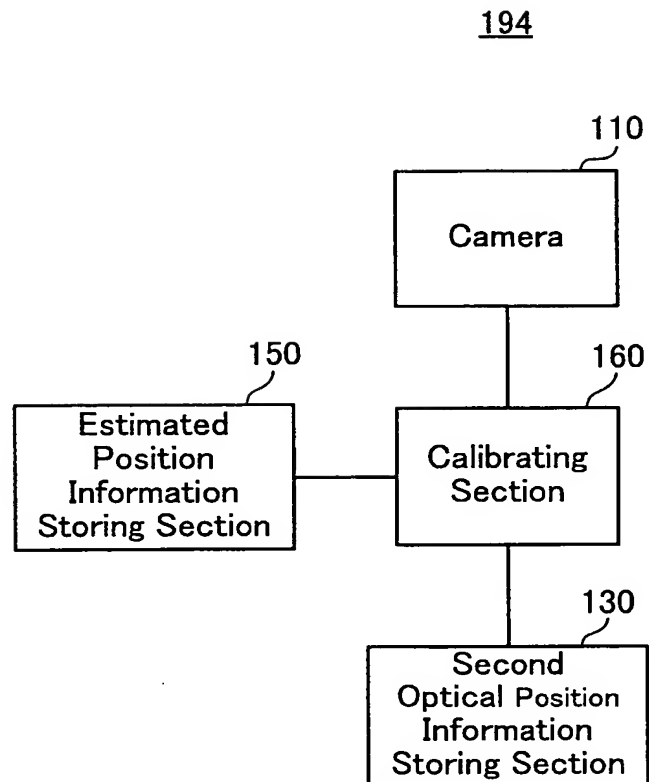 194
110
Camera
150
Estimated
Position
Information
Storing Section
160
Calibrating
Section
130
Second
Optical Position
Information
Storing Section